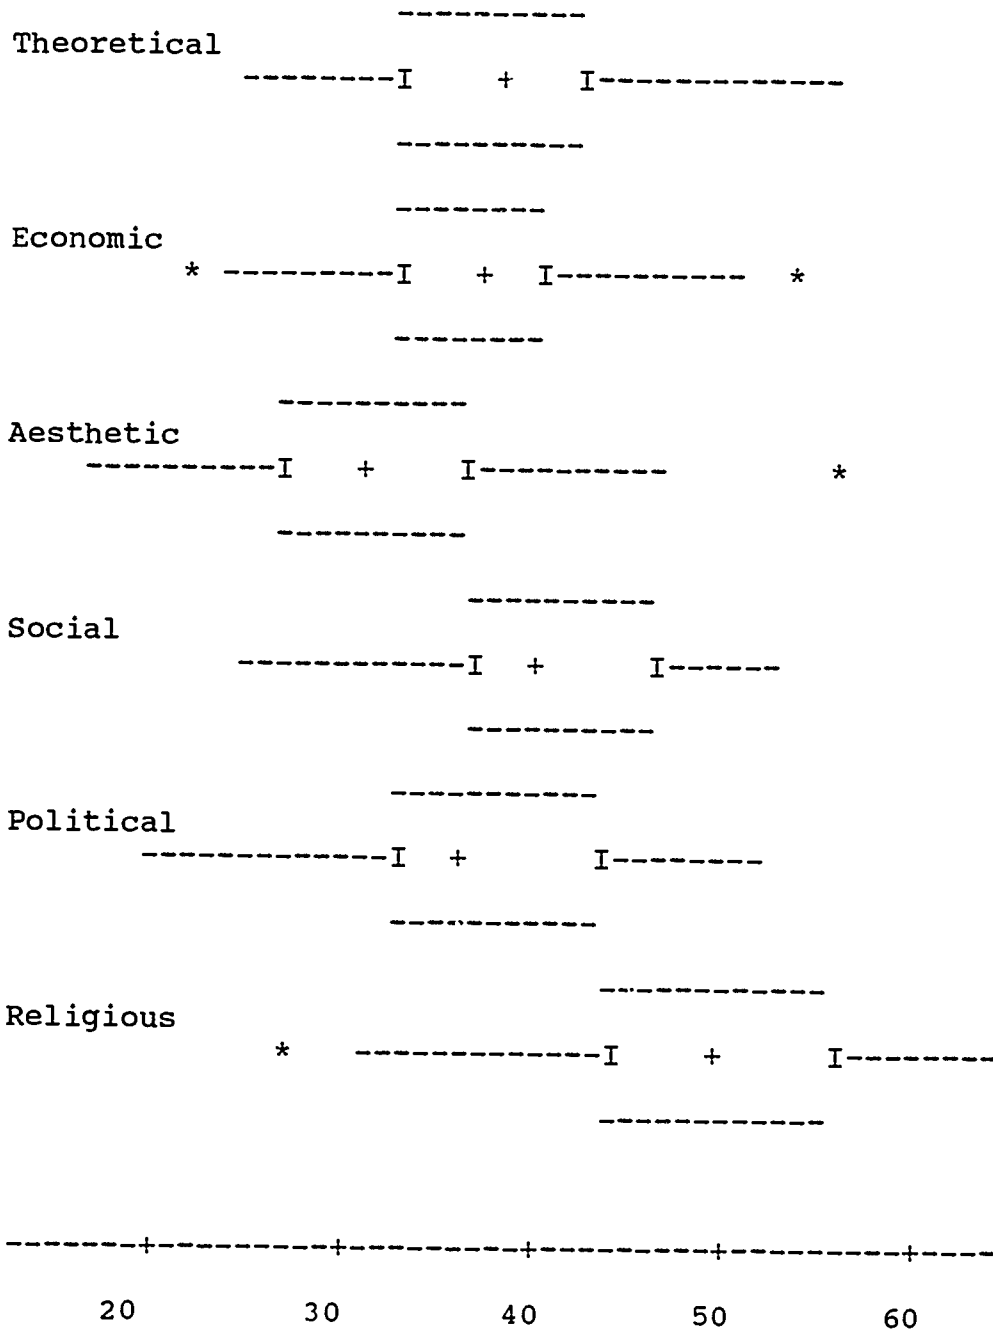 ----------
Theoretical
--------I + I-------------
----------
--------
Economic
* ---------I + I---------- *
--------
----------
Aesthetic
----------I + I---------- *
----------
----------
Social
------------I + I------
----------
-----------
Political
-------------I + I--------
-----------
------------
Religious
* -------------I + I--------
------------
-------+---------+---------+---------+---------+----
20 30 40 50 60